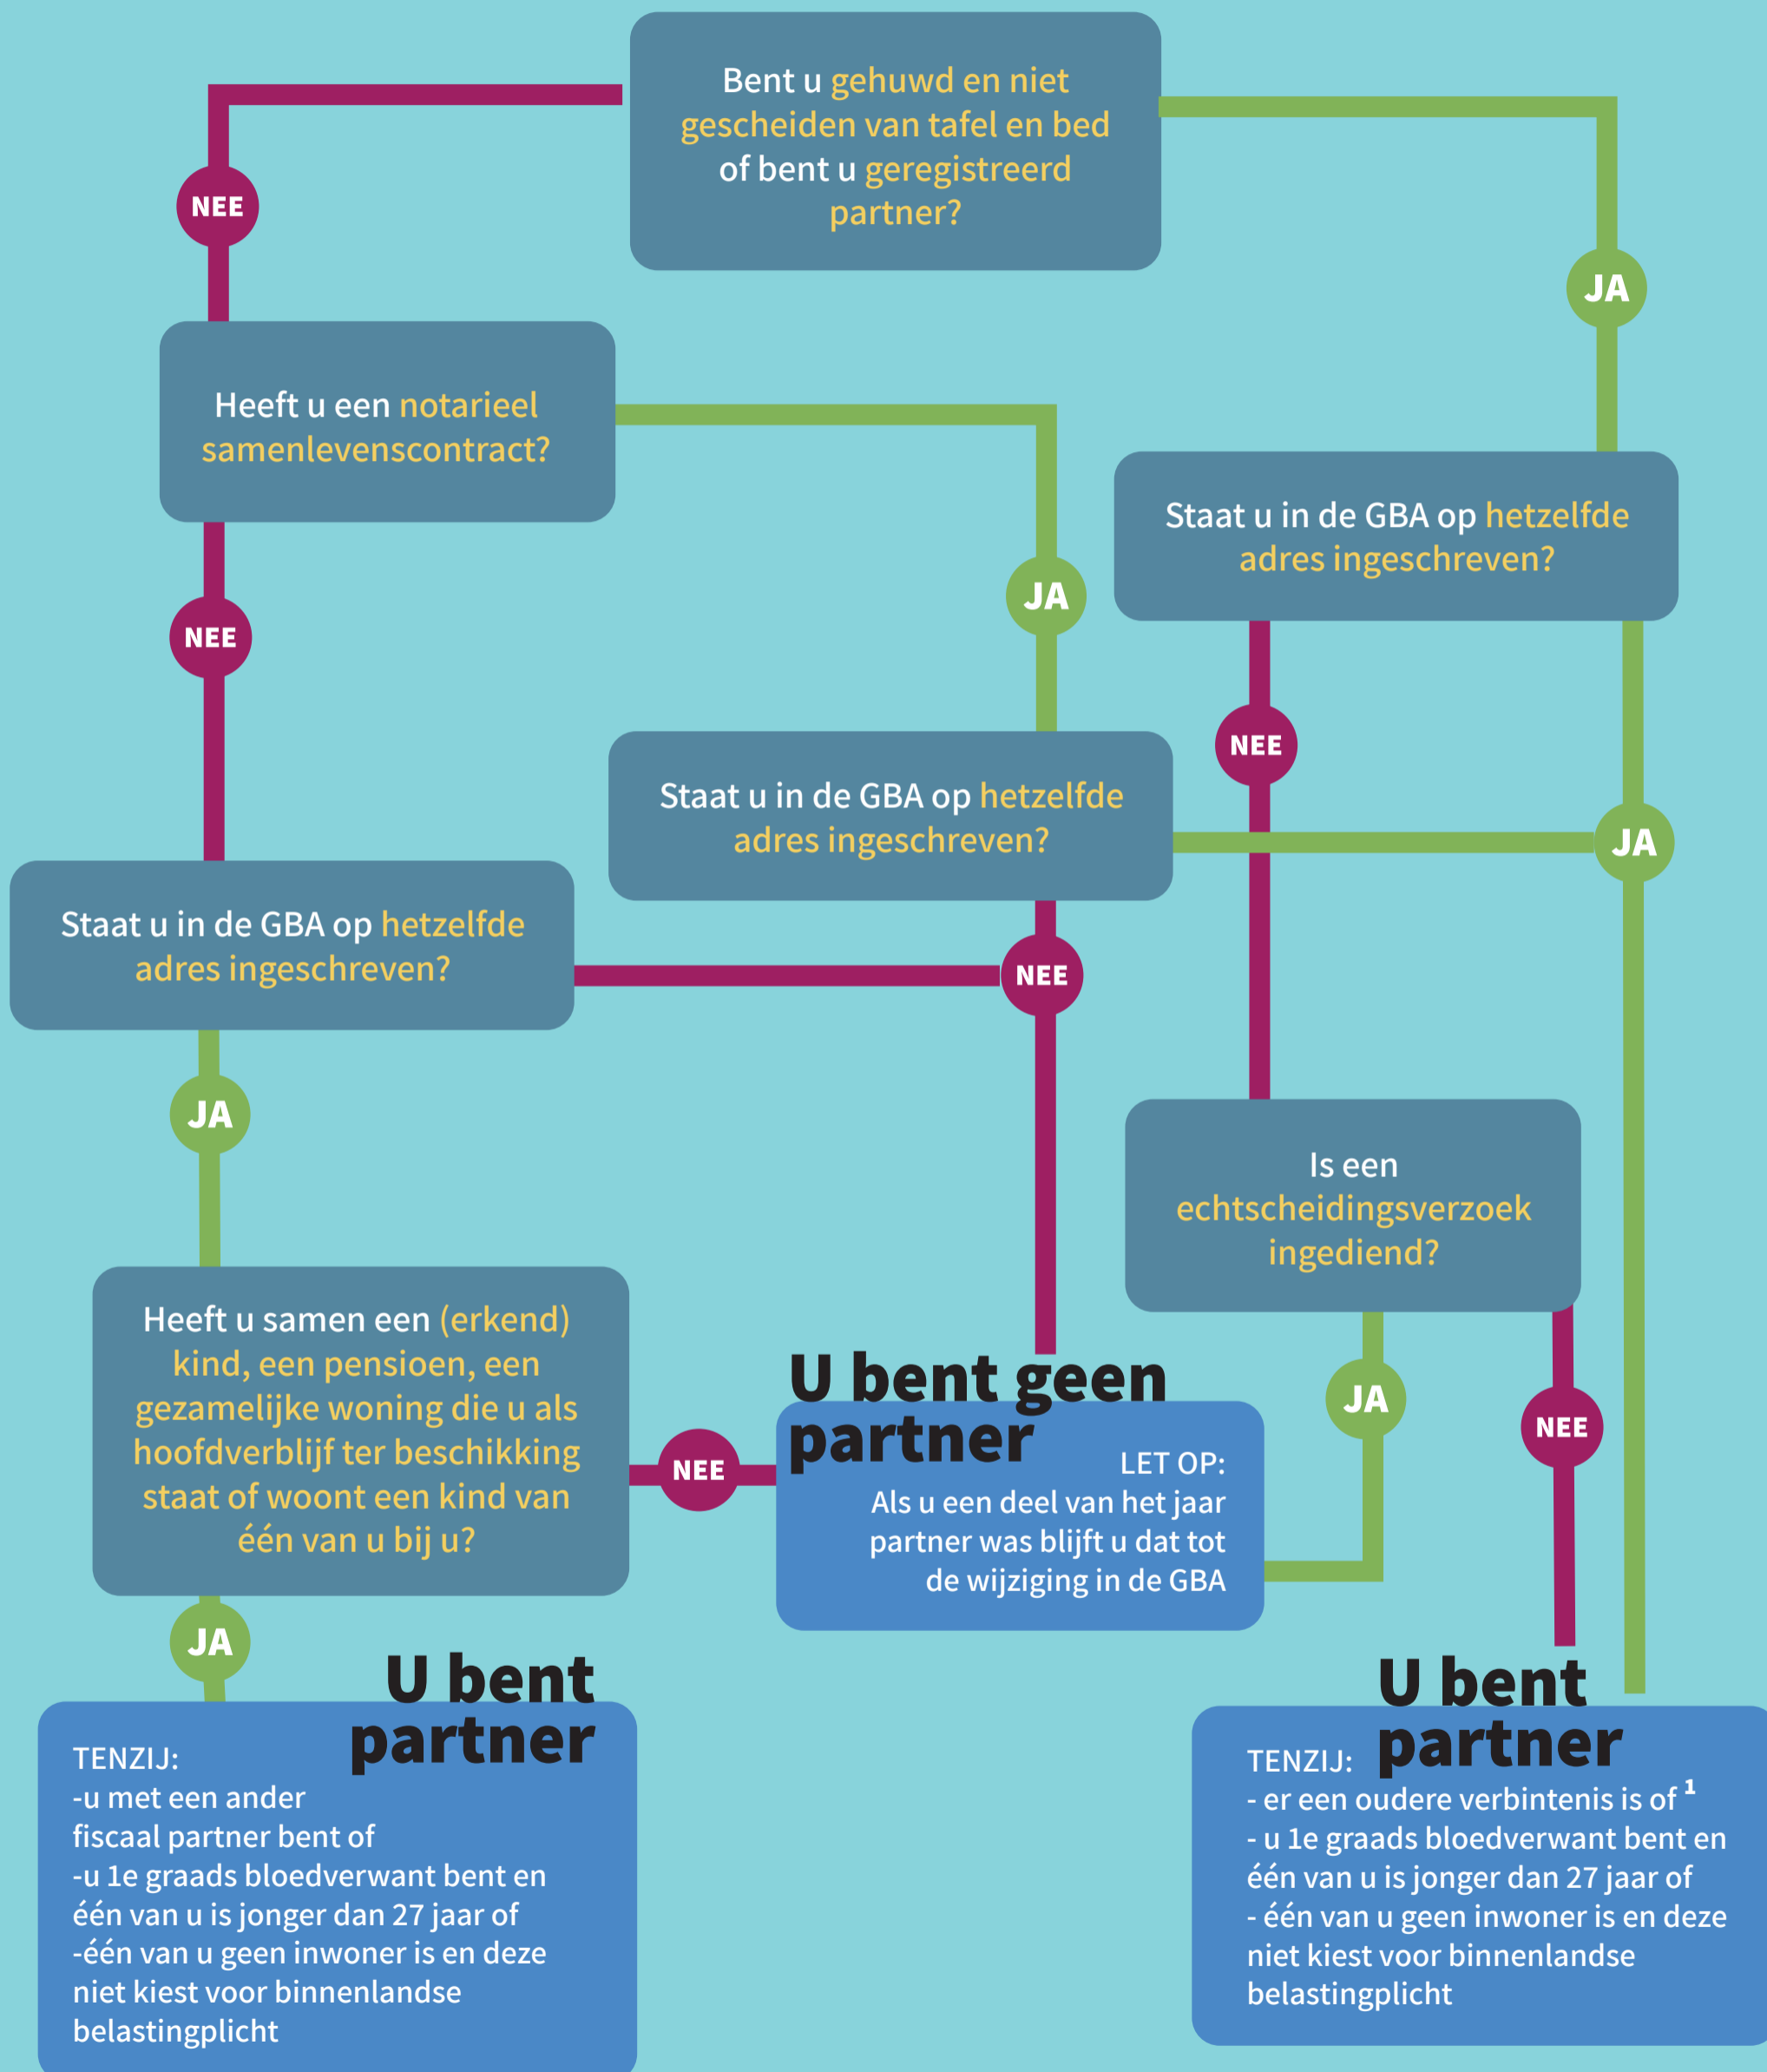 Bent u gehuwd en niet
gescheiden van tafel en bed
of bent u geregistreerd
partner?
NEE
JA
Heeft u een notarieel
samenlevenscontract?
Staat u in de GBA op hetzelfde
adres ingeschreven?
JA
NEE
NEE
Staat u in de GBA op hetzelfde
adres ingeschreven?
JA
Staat u in de GBA op hetzelfde
adres ingeschreven?
NEE
JA
Is een
echtscheidingsverzoek
ingediend?
Heeft u samen een (erkend)
kind, een pensioen, een
gezamelijke woning die u als
hoofdverblijf ter beschikking
staat of woont een kind van
één van u bij u?
NEE
U bent geen
partner
LET OP:
Als u een deel van het jaar
partner was blijft u dat tot
de wijziging in de GBA
JA
NEE
JA
U bent
partner
TENZIJ:
-u met een ander
fiscaal partner bent of
-u 1e graads bloedverwant bent en
één van u is jonger dan 27 jaar of
-één van u geen inwoner is en deze
niet kiest voor binnenlandse
belastingplicht
U bent
partner
TENZIJ:
- er een oudere verbintenis is of ¹
- u 1e graads bloedverwant bent en
één van u is jonger dan 27 jaar of
- één van u geen inwoner is en deze
niet kiest voor binnenlandse
belastingplicht